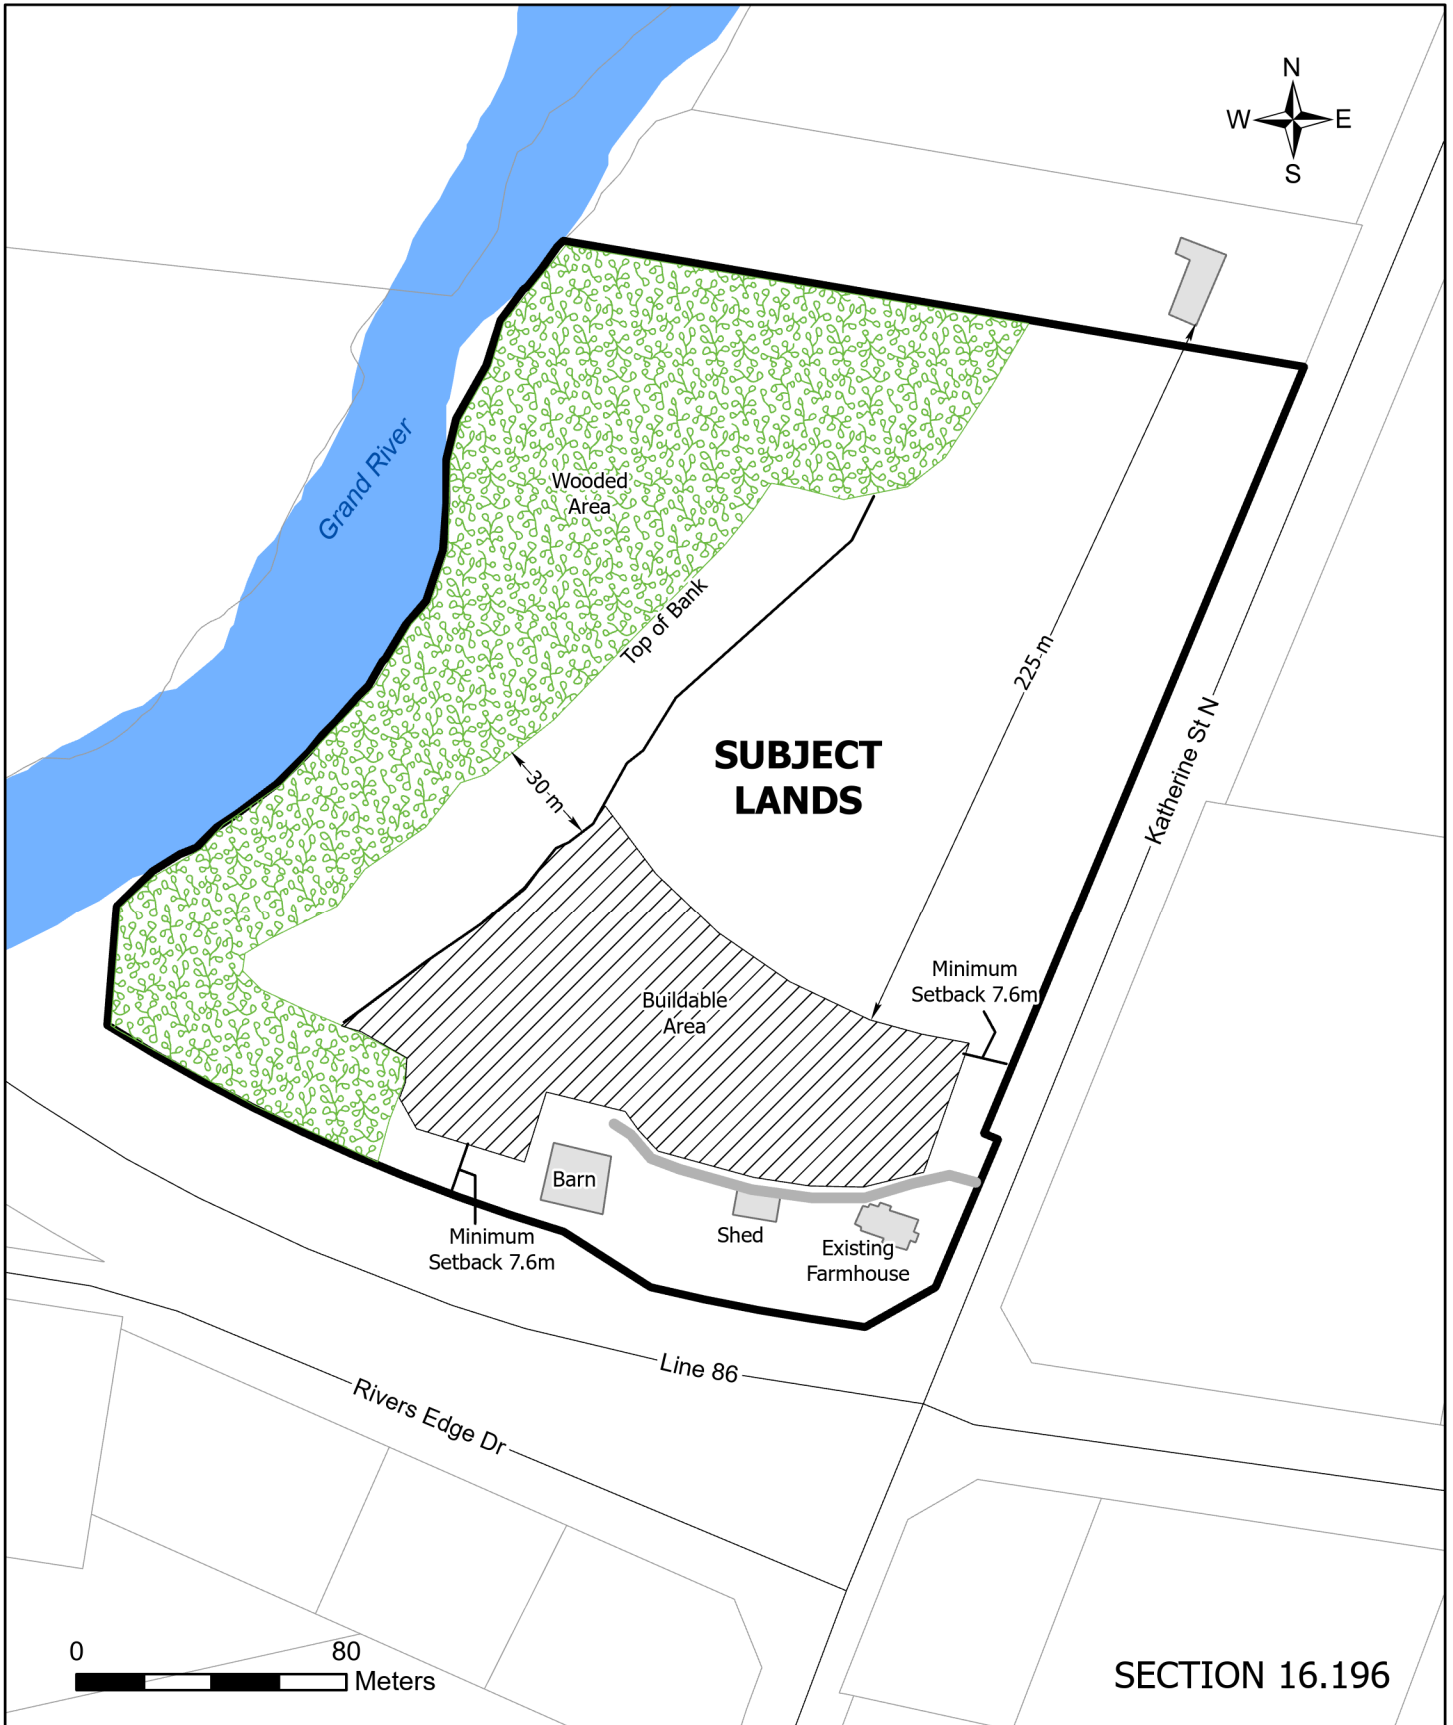 N
W E
S
Grand River
Wooded
Area
Top of Bank
225 m
30 m
SUBJECT
LANDS
Katherine St N
Minimum
Setback 7.6m
Buildable
Area
Barn
Shed
Existing
Farmhouse
Minimum
Setback 7.6m
Line 86
Rivers Edge Dr
0 80
Meters
SECTION 16.196